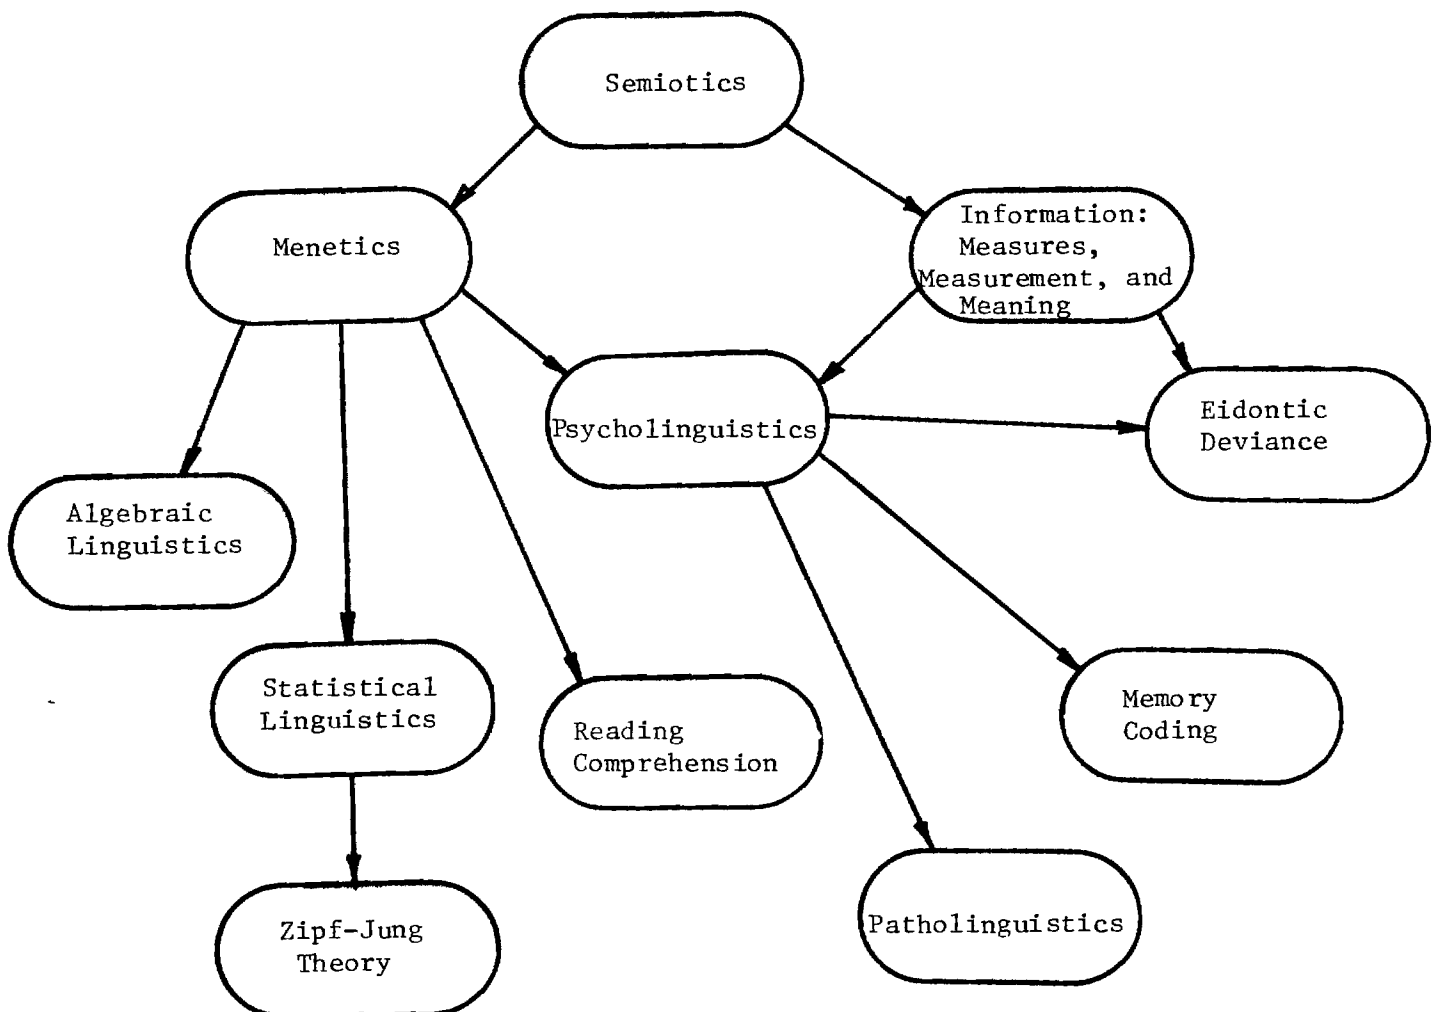 Semiotics
Menetics
Information:
Measures,
Measurement, and
Meaning
Psycholinguistics
Eidontic
Deviance
Algebraic
Linguistics
Statistical
Linguistics
Reading
Comprehension
Memory
Coding
Zipf-Jung
Theory
Patholinguistics